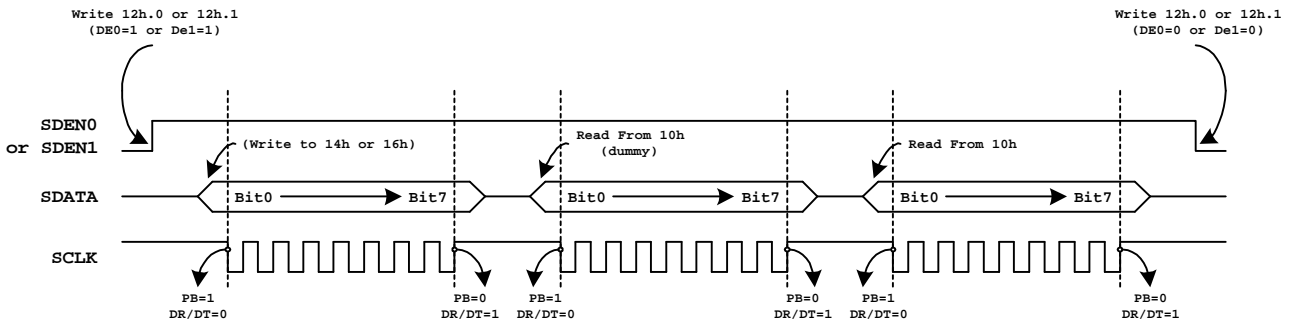 Write 12h.0 or 12h.1
(DE0=1 or De1=1)
Write 12h.0 or 12h.1
(DE0=0 or De1=0)
SDEN0
or SDEN1
(Write to 14h or 16h)
Read From 10h
(dummy)
Read From 10h
SDATA
Bit0
Bit7
Bit0
Bit7
Bit0
Bit7
SCLK
PB=1
DR/DT=0
PB=0
DR/DT=1
PB=1
DR/DT=0
PB=0
DR/DT=1
PB=1
DR/DT=0
PB=0
DR/DT=1